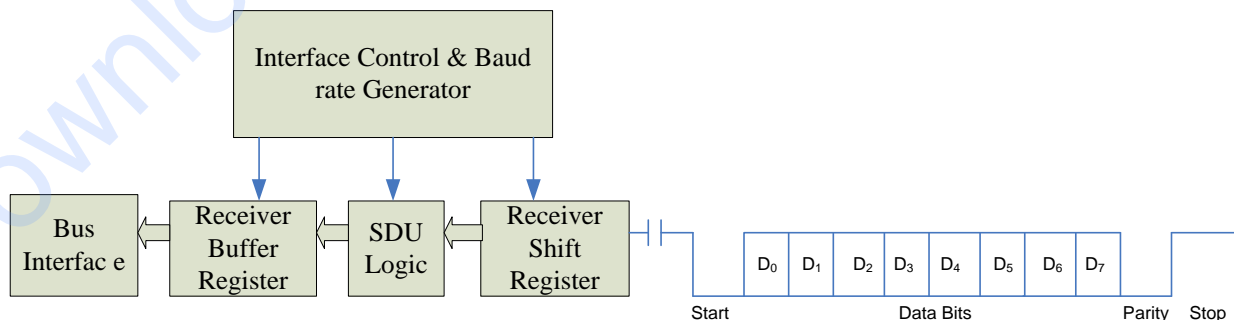 Downlo
Interface Control & Baud
rate Generator
Bus
Interfac e
Receiver
Buffer
Register
SDU
Logic
Receiver
Shift
Register
D0 D1 D2 D3 D4 D5 D6 D7
Start Data Bits Parity Stop